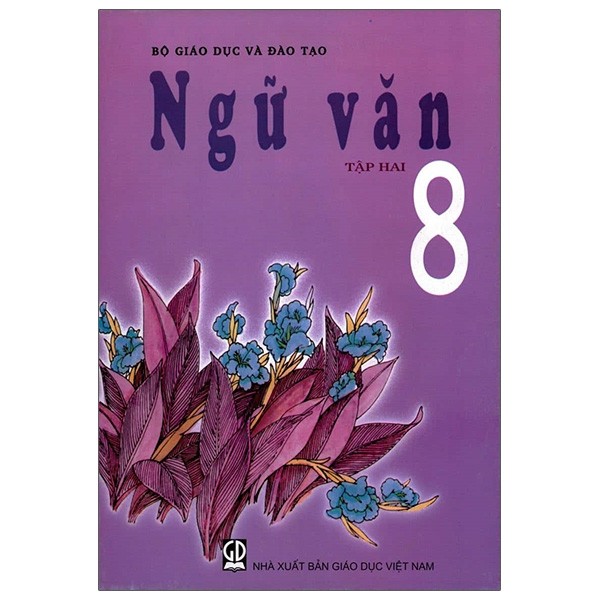 BỘ GIÁO DỤC VÀ ĐÀO TẠO
Ngữ văn
TẬP HAI
8
GD
NHÀ XUẤT BẢN GIÁO DỤC VIỆT NAM